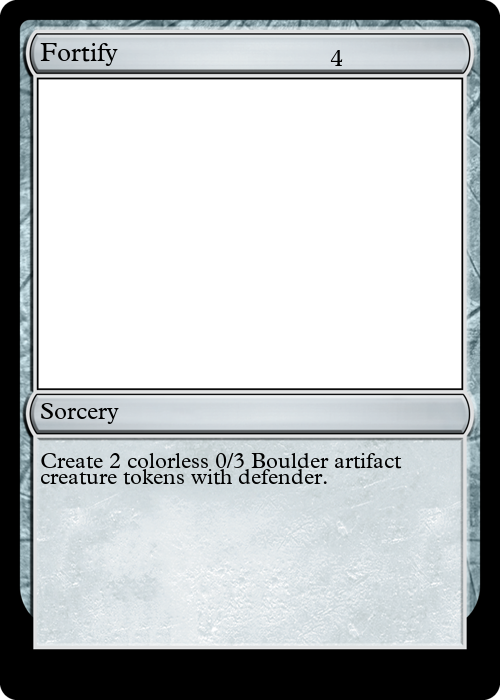 Fortify 4
Sorcery
Create 2 colorless 0/3 Boulder artifact
creature tokens with defender.